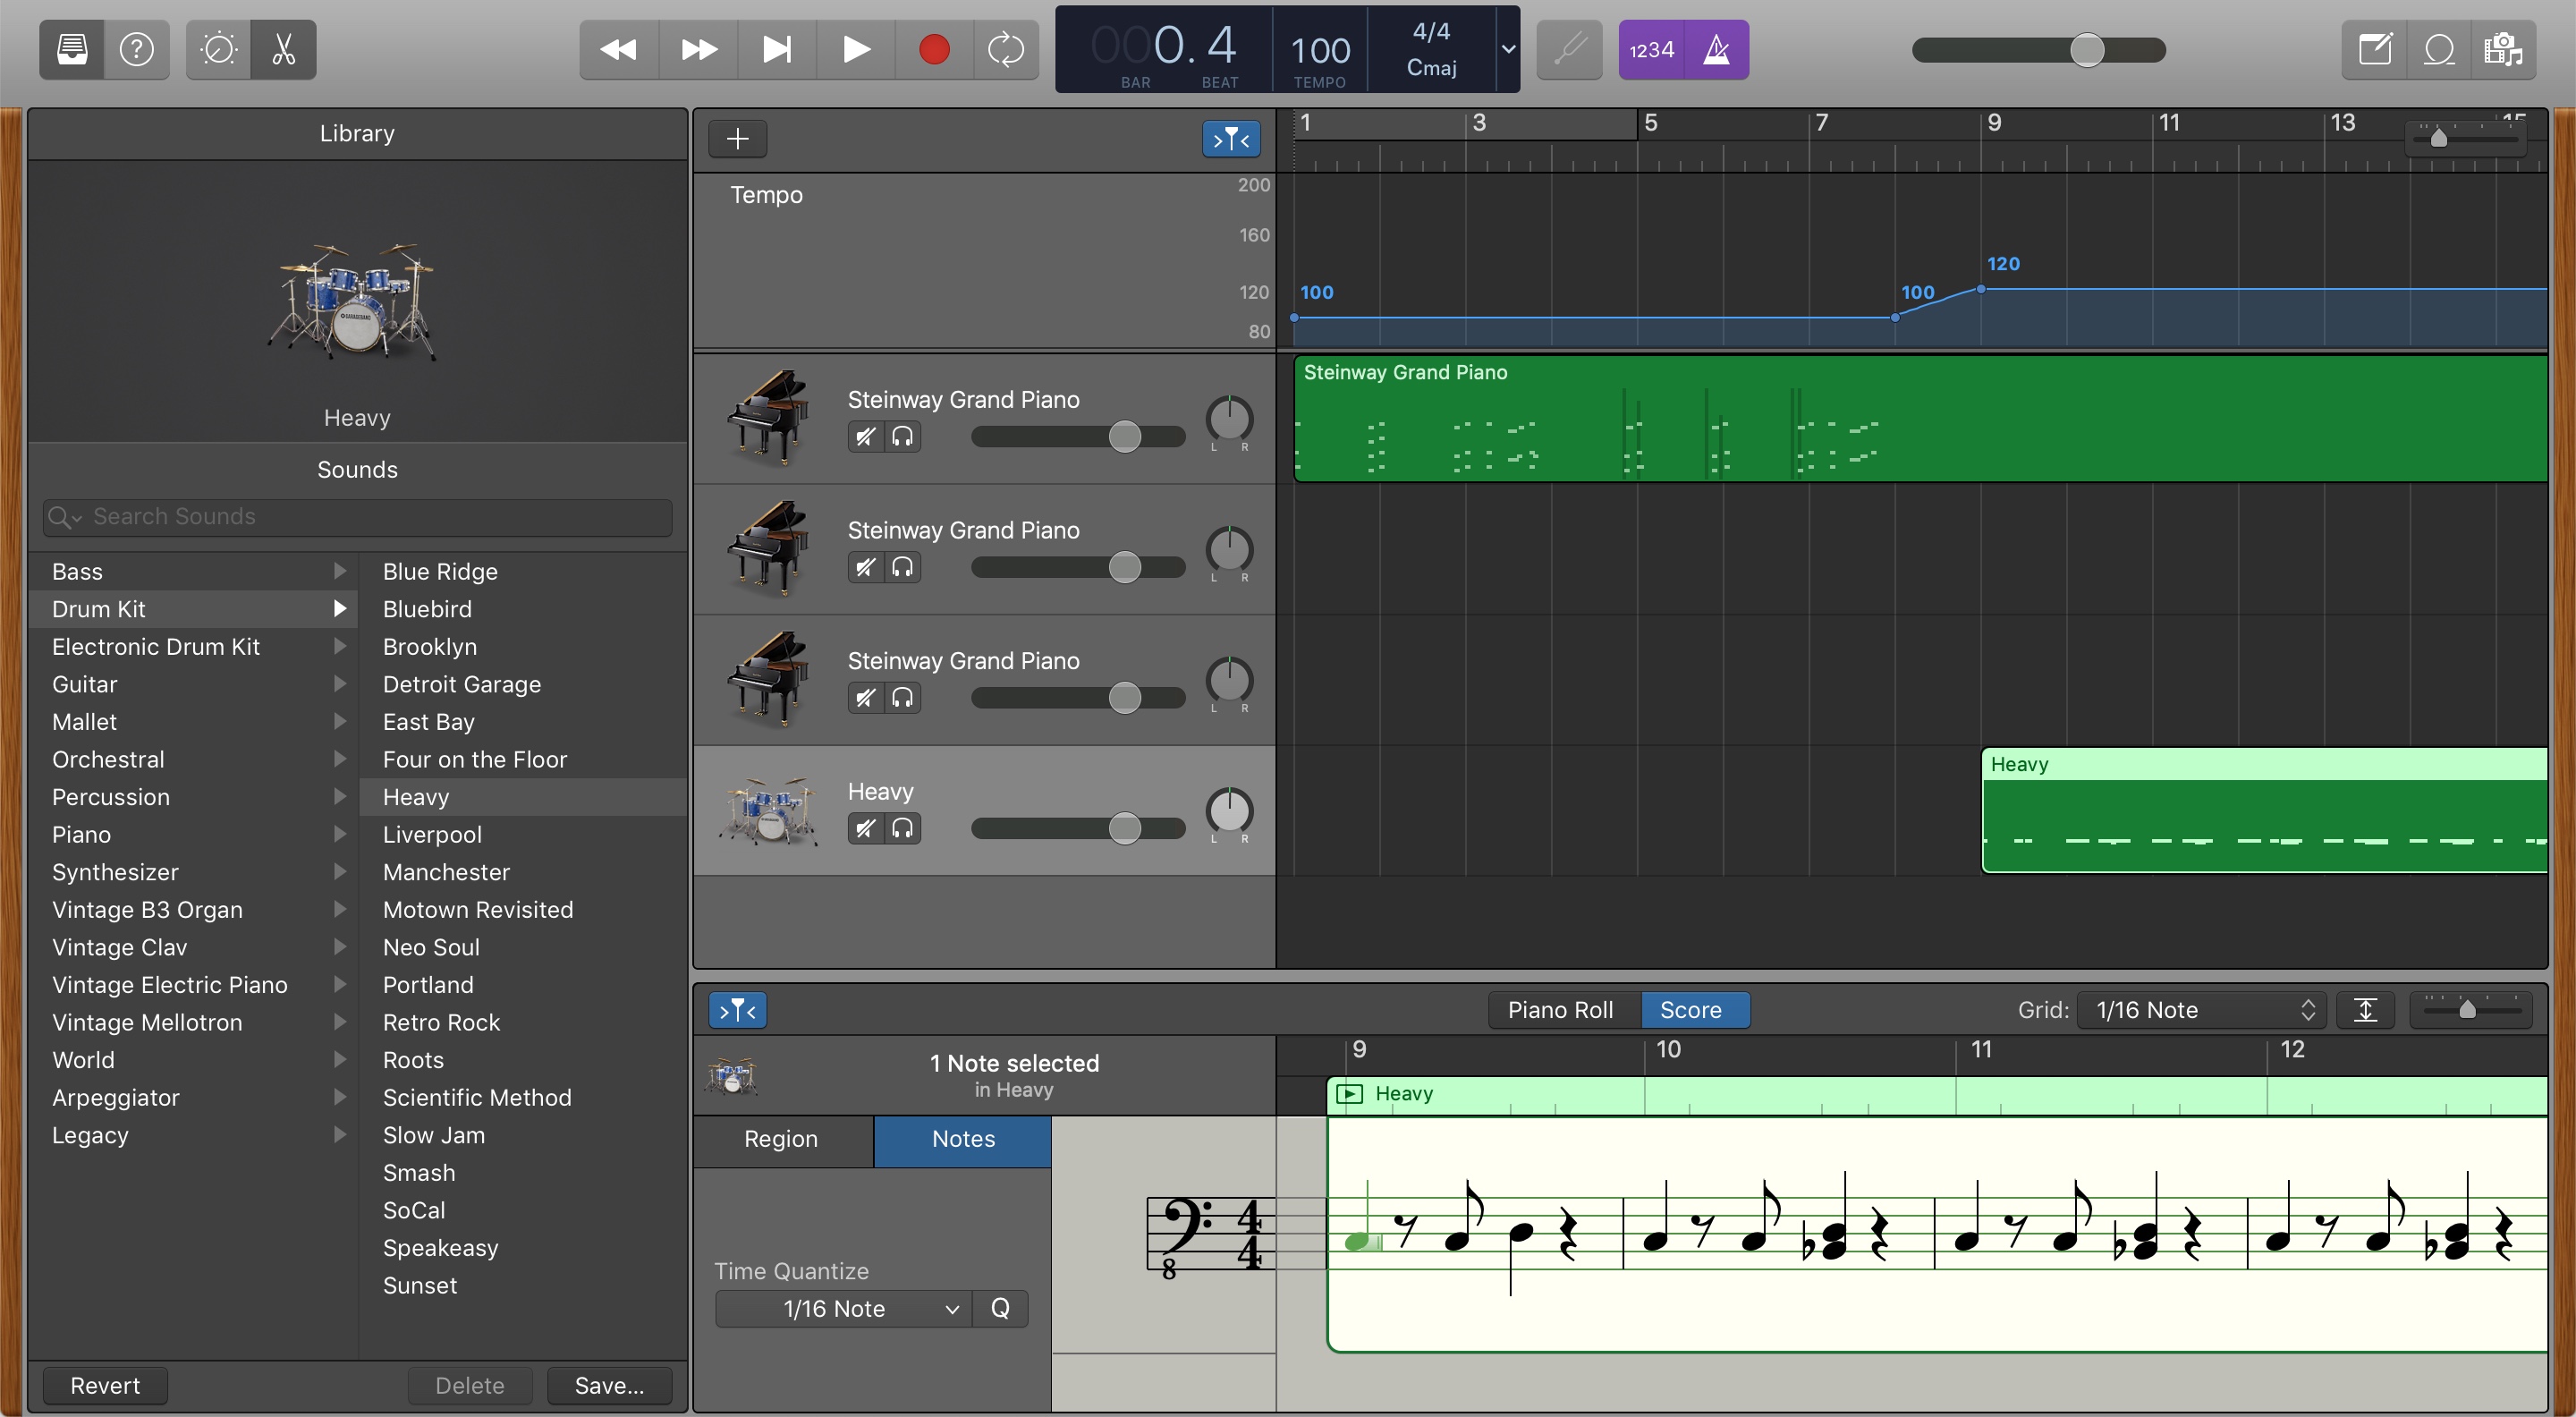 000. 4
BAR
BEAT
100
TEMPO
4/4
Cmaj
1234
Library
Heavy
Sounds
Search Sounds
Bass
Drum Kit
Electronic Drum Kit
Guitar
Mallet
Orchestral
Percussion
Piano
Synthesizer
Vintage B3 Organ
Vintage Clav
Vintage Electric Piano
Vintage Mellotron
World
Arpeggiator
Legacy
Blue Ridge
Bluebird
Brooklyn
Detroit Garage
East Bay
Four on the Floor
Heavy
Liverpool
Manchester
Motown Revisited
Neo Soul
Portland
Retro Rock
Roots
Scientific Method
Slow Jam
Smash
SoCal
Speakeasy
Sunset
Revert
Delete
Save...
1 3 5 7 9 11 13 15
Tempo
200
160
120
80
100
100
120
Steinway Grand Piano
L R
Steinway Grand Piano
Steinway Grand Piano
L R
Steinway Grand Piano
L R
Heavy
L R
Heavy
Piano Roll
Score
Grid:
1/16 Note
1 Note selected
in Heavy
9 10 11 12
Heavy
Region
Notes
Time Quantize
1/16 Note
Q
4
4
8